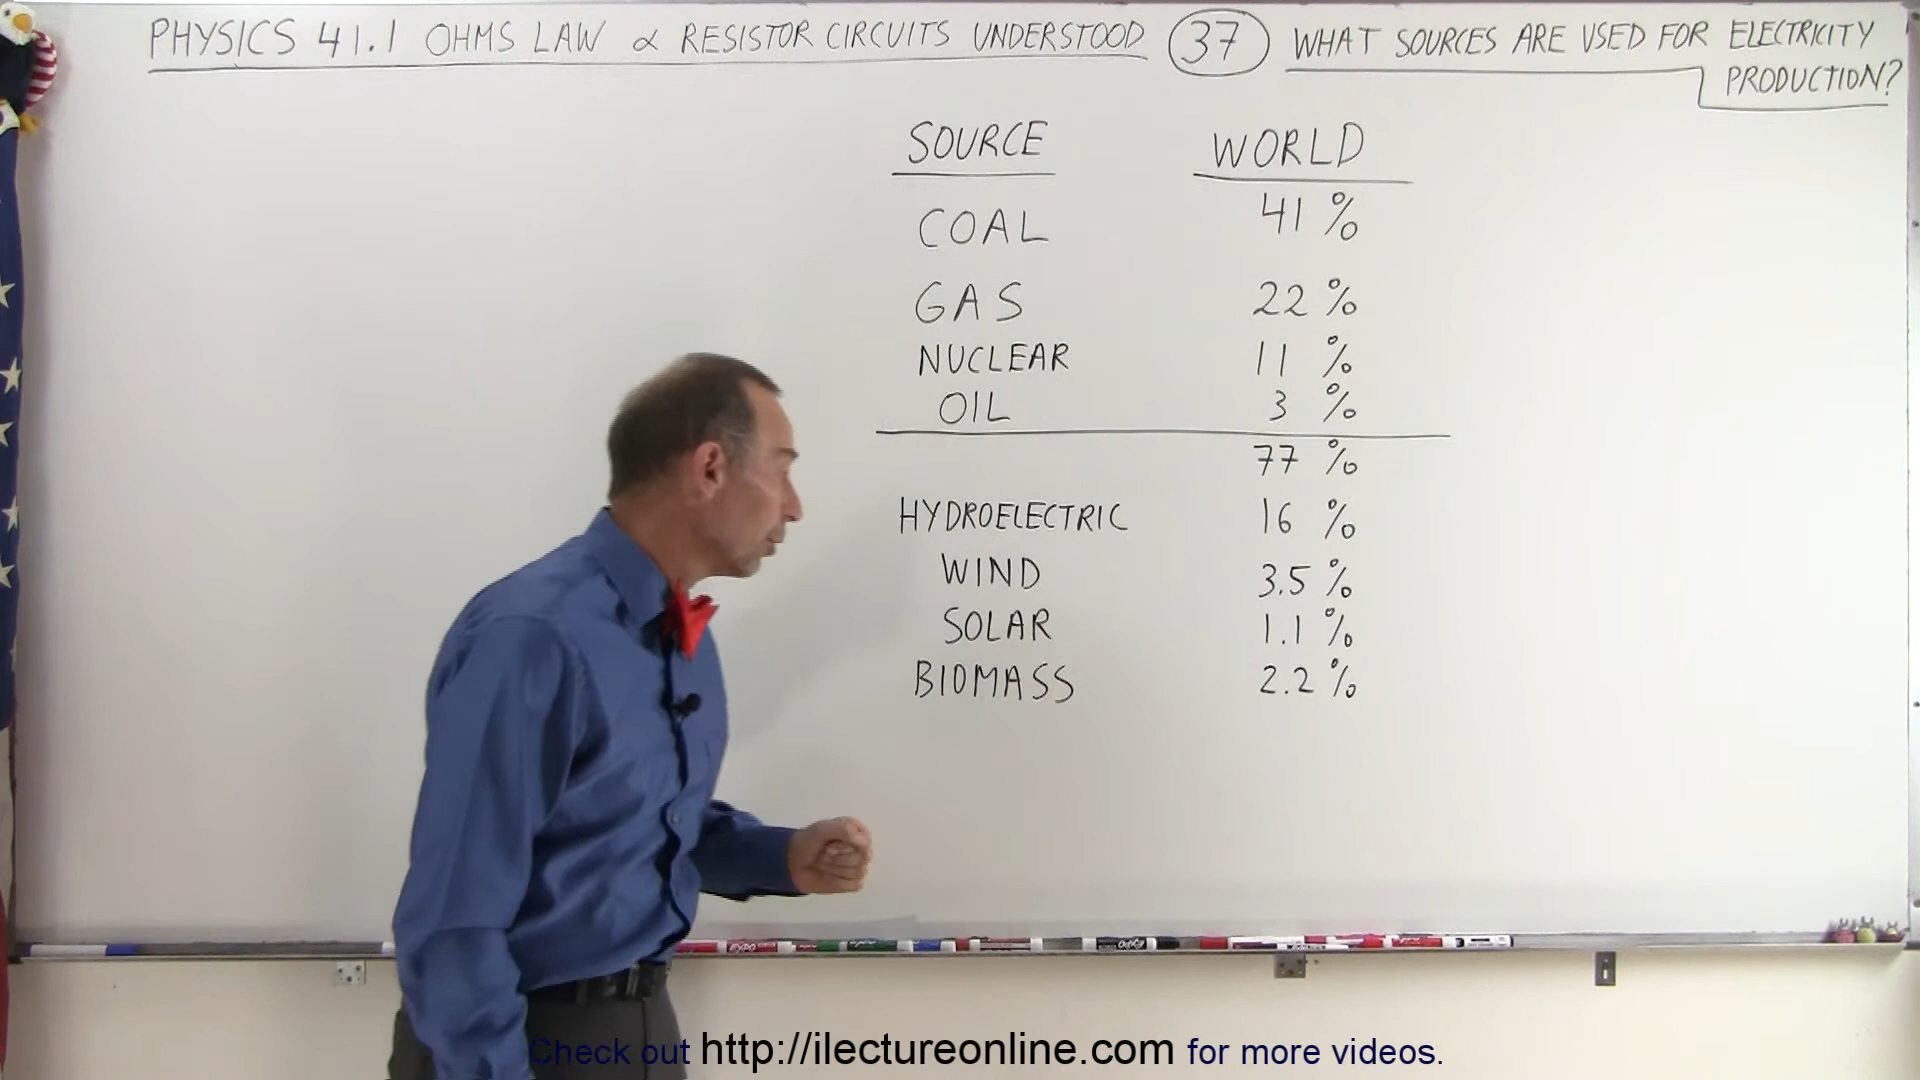 PHYSICS 41.1 OHMS LAW & RESISTOR CIRCUITS UNDERSTOOD 37 WHAT SOURCES ARE USED FOR ELECTRICITY
PRODUCTION?
SOURCE WORLD
COAL 41 %
GAS 22 %
NUCLEAR 11 %
OIL 3 %
77 %
HYDROELECTRIC 16 %
WIND 3.5 %
SOLAR 1.1 %
BIOMASS 2.2 %
EXPO
Check out http://ilectureonline.com for more videos.